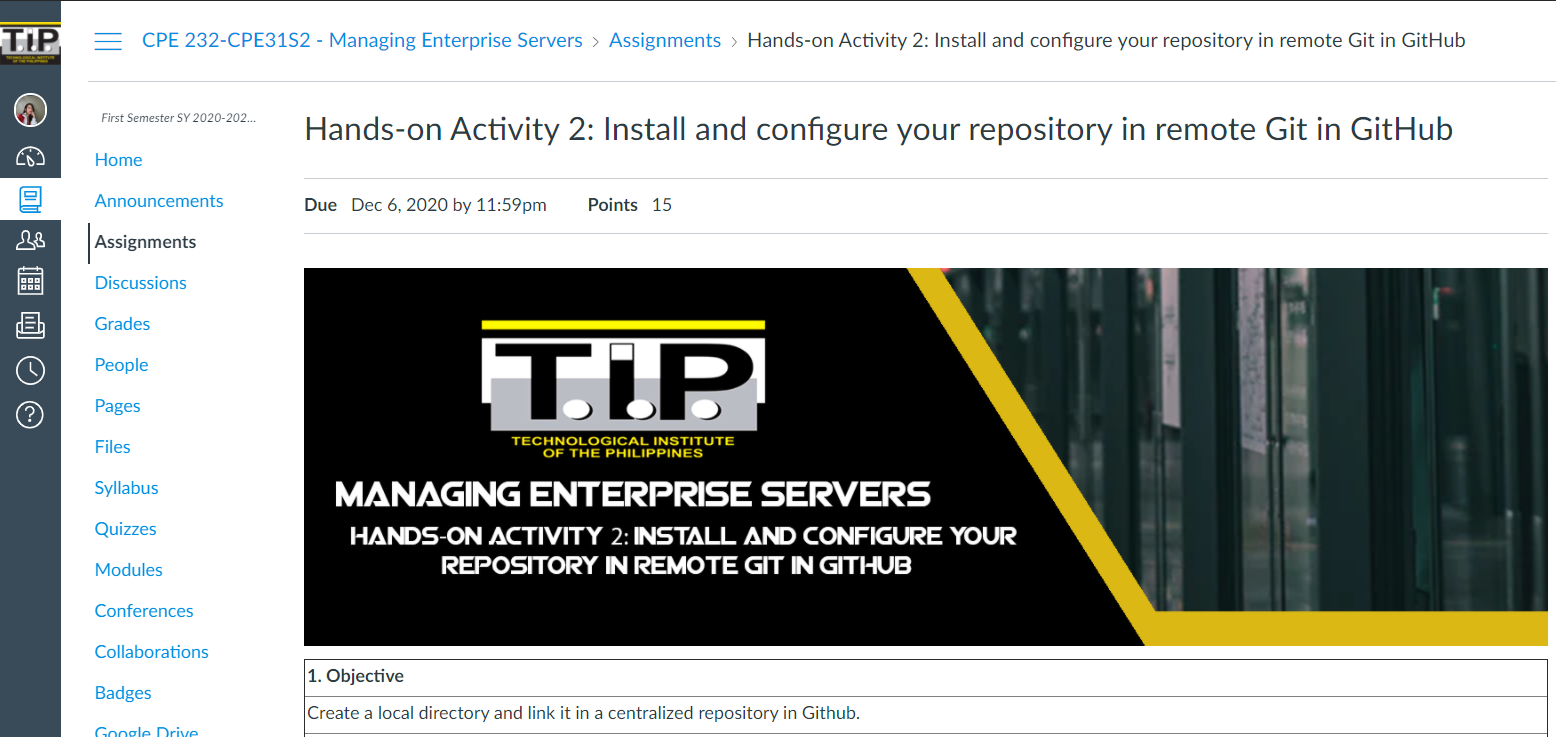 T.I.P
CPE 232-CPE31S2 - Managing Enterprise Servers › Assignments › Hands-on Activity 2: Install and configure your repository in remote Git in GitHub
First Semester SY 2020-202...
Home
Announcements
Assignments
Discussions
Grades
People
Pages
Files
Syllabus
Quizzes
Modules
Conferences
Collaborations
Badges
Google Drive
Hands-on Activity 2: Install and configure your repository in remote Git in GitHub
Due Dec 6, 2020 by 11:59pm Points 15
T.I.P.
TECHNOLOGICAL INSTITUTE
OF THE PHILIPPINES
MANAGING ENTERPRISE SERVERS
HANDS-ON ACTIVITY 2: INSTALL AND CONFIGURE YOUR
REPOSITORY IN REMOTE GIT IN GITHUB
1. Objective
Create a local directory and link it in a centralized repository in Github.